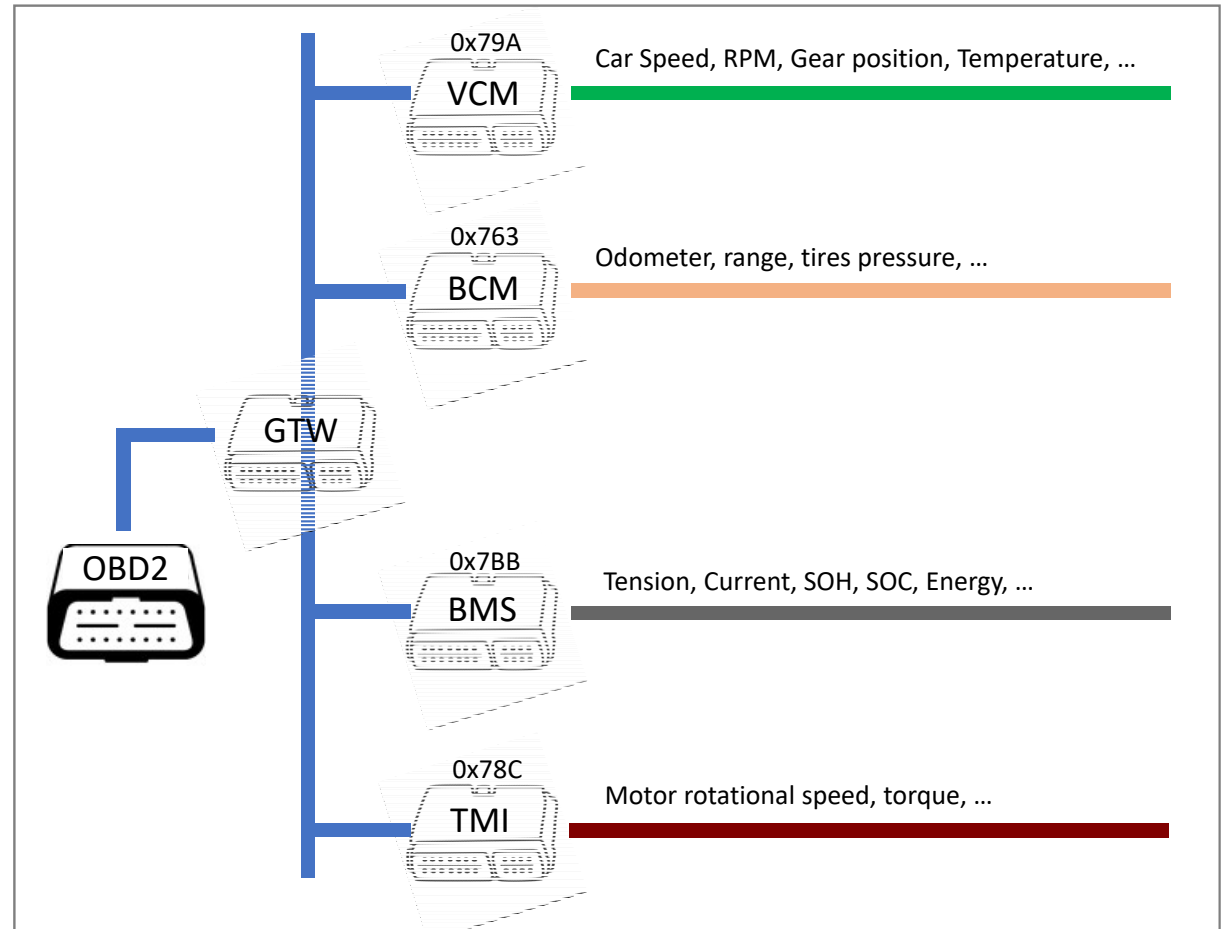 0x79A
VCM
Car Speed, RPM, Gear position, Temperature, …
0x763
BCM
Odometer, range, tires pressure, …
GTW
OBD2
0x7BB
BMS
Tension, Current, SOH, SOC, Energy, …
0x78C
TMI
Motor rotational speed, torque, …